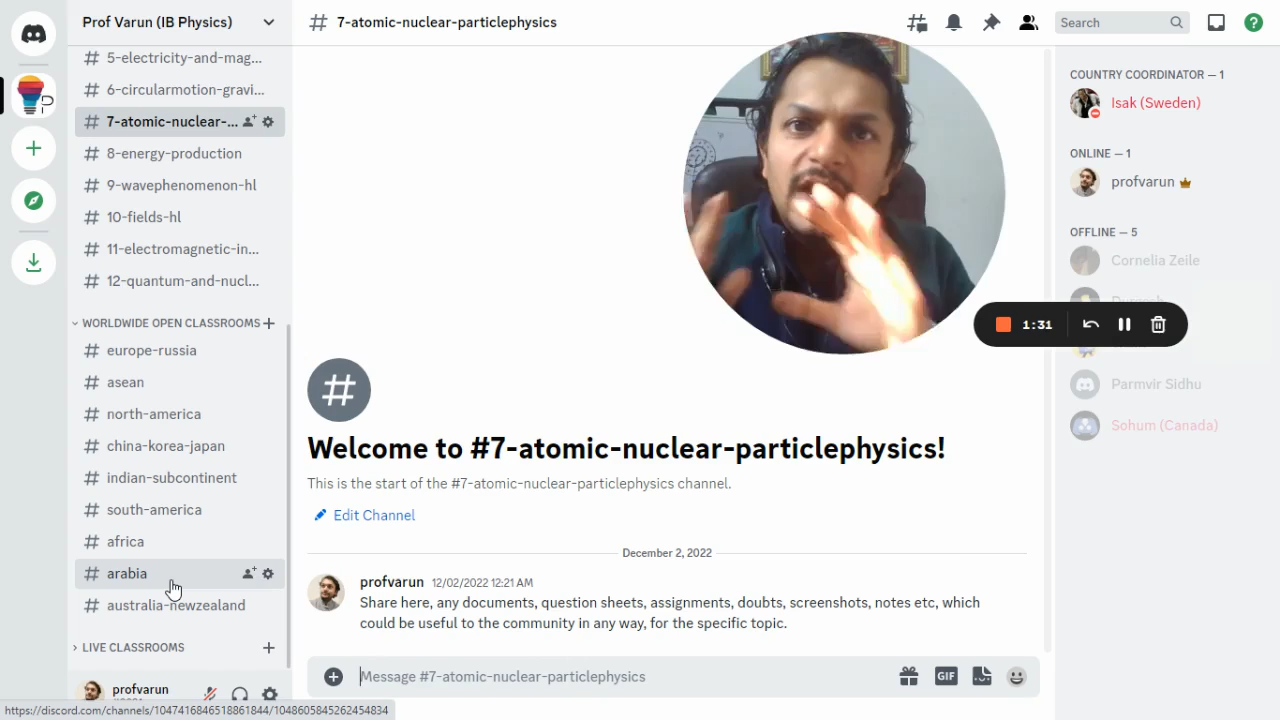 Prof Varun (IB Physics)
5-electricity-and-mag...
6-circularmotion-gravi...
7-atomic-nuclear-...
8-energy-production
9-wavephenomenon-hl
10-fields-hl
11-electromagnetic-in...
12-quantum-and-nucl...
WORLDWIDE OPEN CLASSROOMS
europe-russia
asean
north-america
china-korea-japan
indian-subcontinent
south-america
africa
arabia
australia-newzealand
LIVE CLASSROOMS
profvarun
https://discord.com/channels/1047416846518861844/1048605845262454834
7-atomic-nuclear-particlephysics
Search
Welcome to #7-atomic-nuclear-particlephysics!
This is the start of the #7-atomic-nuclear-particlephysics channel.
Edit Channel
December 2, 2022
profvarun 12/02/2022 12:21 AM
Share here, any documents, question sheets, assignments, doubts, screenshots, notes etc, which
could be useful to the community in any way, for the specific topic.
Message #7-atomic-nuclear-particlephysics
GIF
1:31
COUNTRY COORDINATOR — 1
Isak (Sweden)
ONLINE — 1
profvarun
OFFLINE — 5
Cornelia Zeile
Parmvir Sidhu
Sohum (Canada)